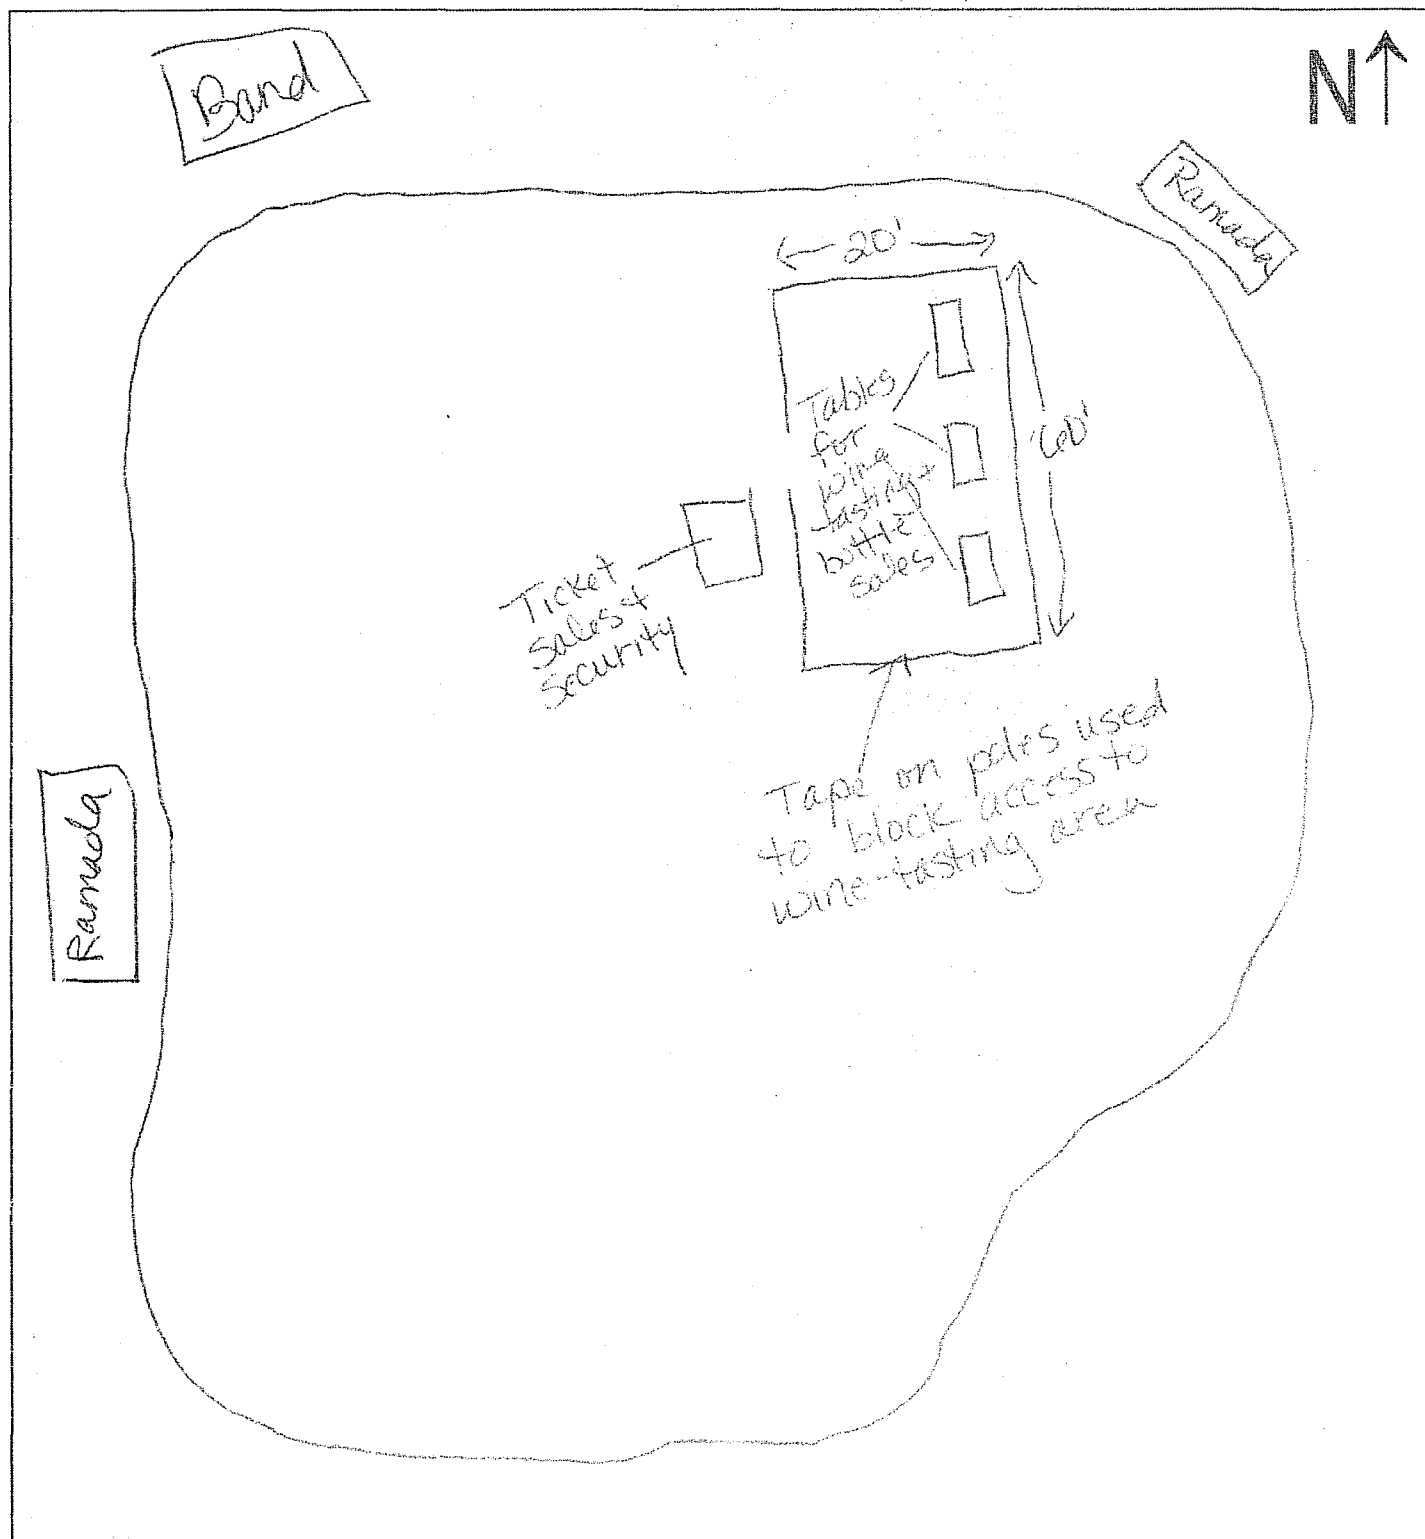 Band
N
Ramada
20'
60'
Tables
for
wine
tasting +
bottle
sales
Ticket
sales +
security
Tape on poles used
to block access to
wine-tasting area
Ramada